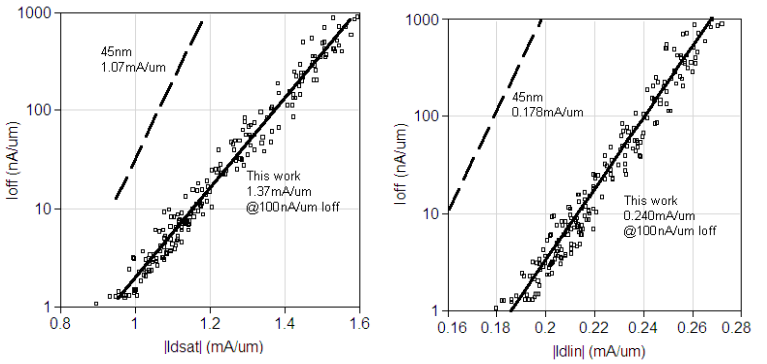 1000
100
10
1
Ioff (nA/um)
45nm
1.07mA/um
This work
1.37mA/um
@100nA/um Ioff
0.8
1
1.2
1.4
1.6
|Idsat| (mA/um)
1000
100
10
1
Ioff (nA/um)
45nm
0.178mA/um
This work
0.240mA/um
@100nA/um Ioff
0.16
0.2
0.22
0.24
0.26
0.28
|Idlin| (mA/um)